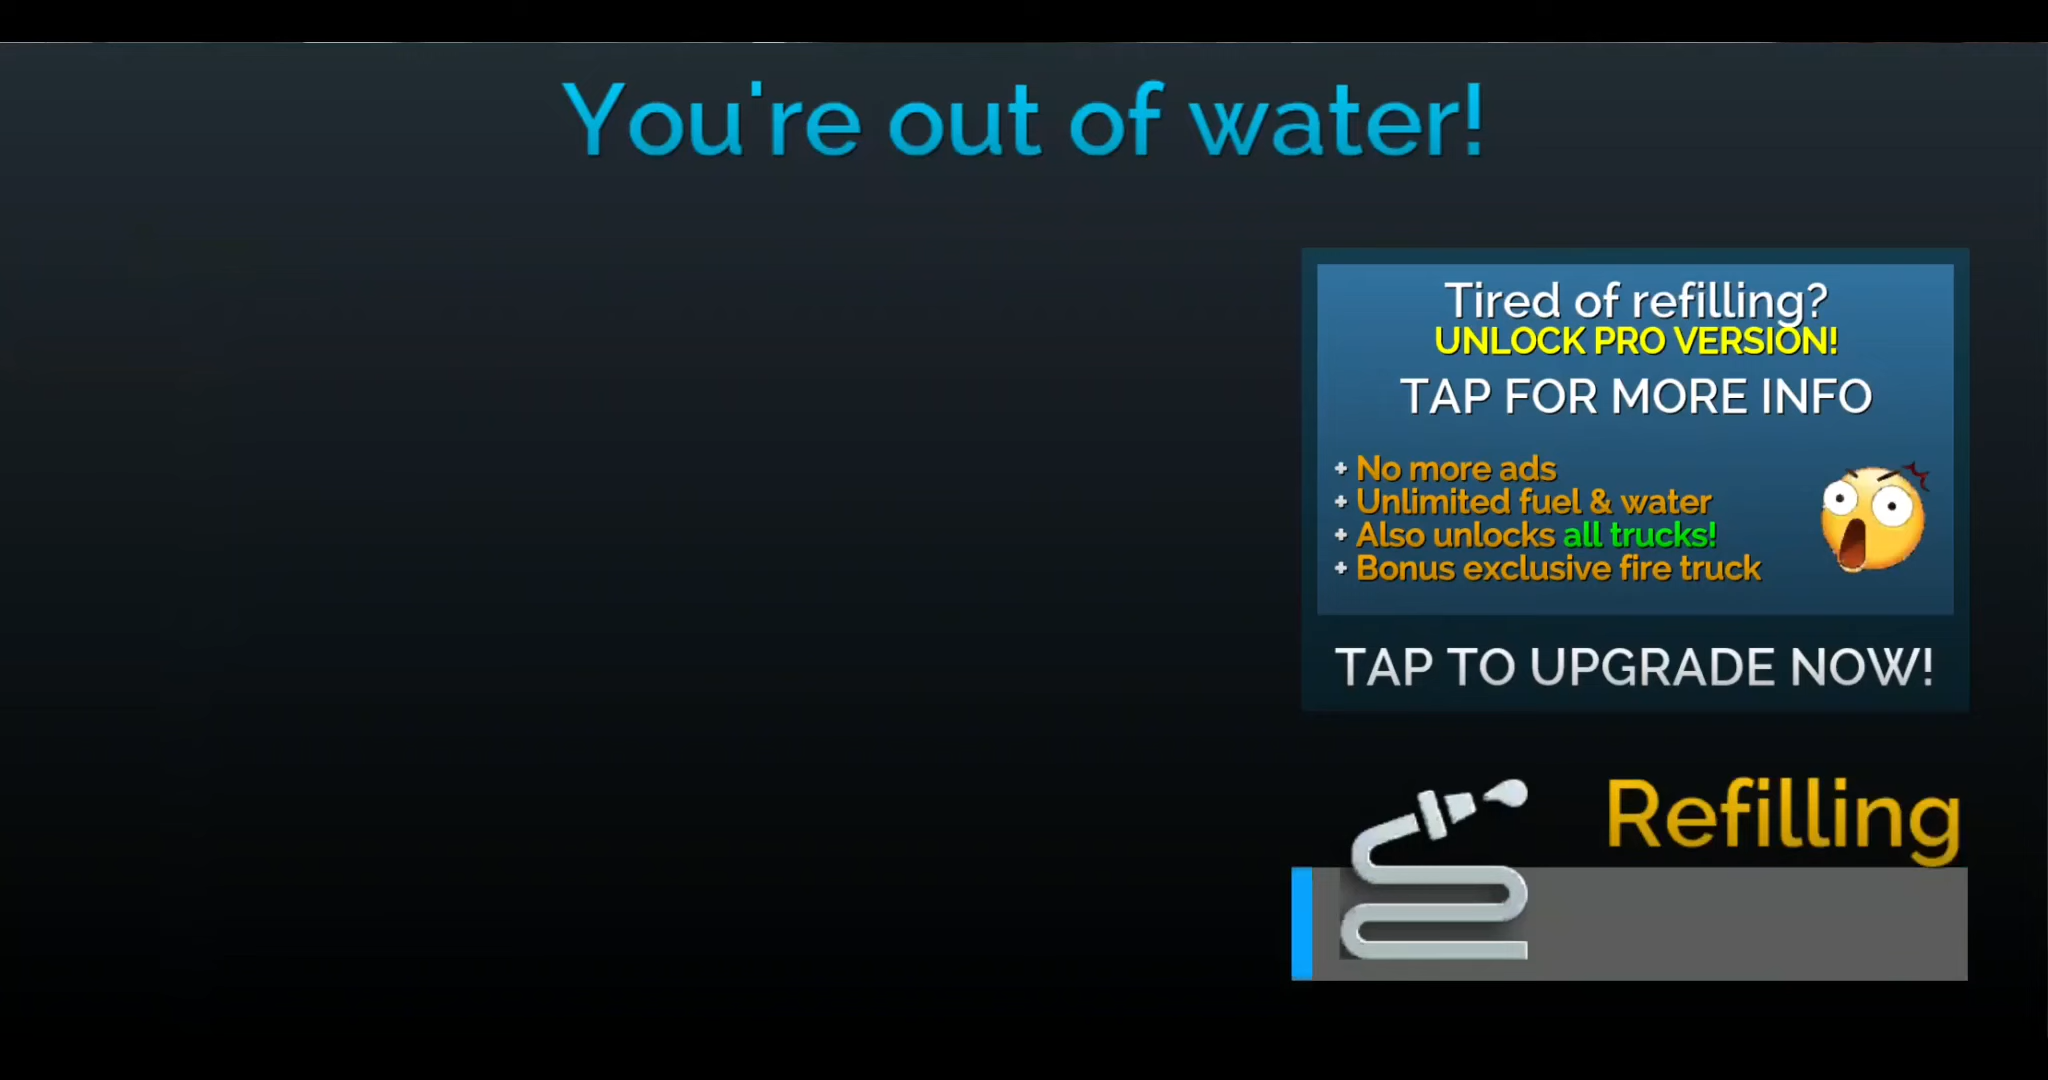 You're out of water!
Tired of refilling?
UNLOCK PRO VERSION!
TAP FOR MORE INFO
+ No more ads
+ Unlimited fuel & water
+ Also unlocks all trucks!
+ Bonus exclusive fire truck
TAP TO UPGRADE NOW!
Refilling